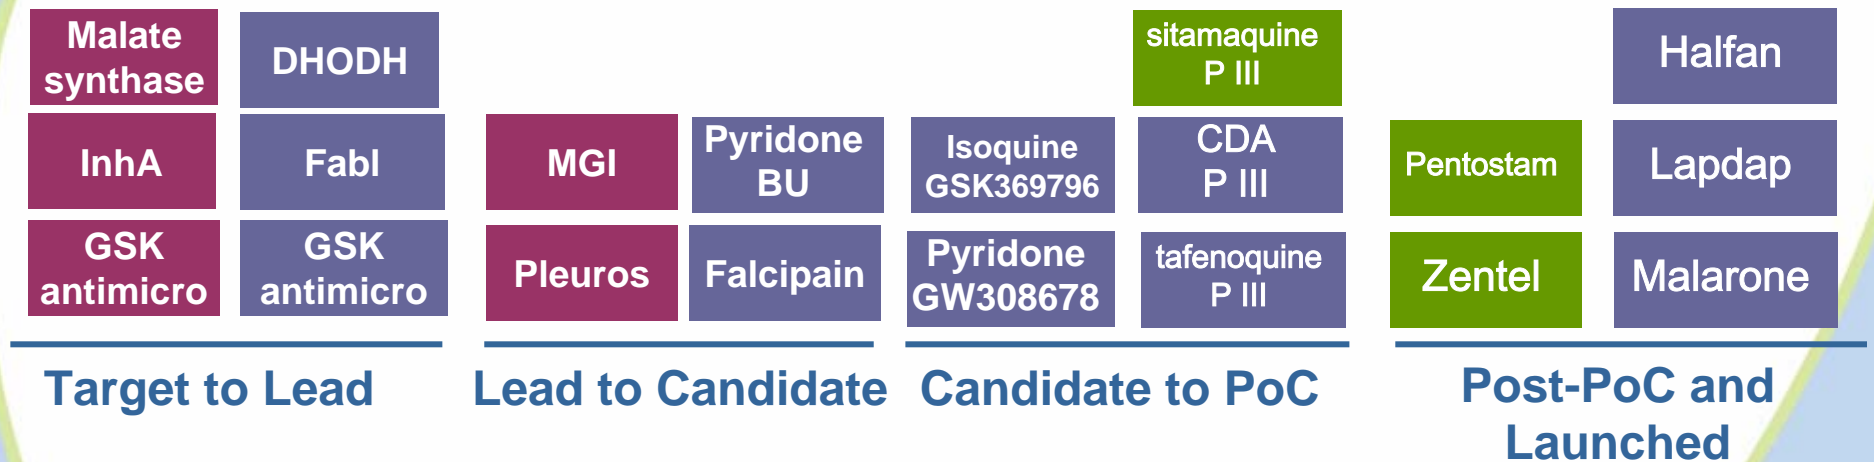 Malate
synthase
DHODH
InhA
FabI
GSK
antimicro
GSK
antimicro
Target to Lead
MGI
Pyridone
BU
Pleuros
Falcipain
Lead to Candidate
sitamaquine
P III
Isoquine
GSK369796
CDA
P III
Pyridone
GW308678
tafenoquine
P III
Candidate to PoC
Halfan
Pentostam
Lapdap
Zentel
Malarone
Post-PoC and
Launched